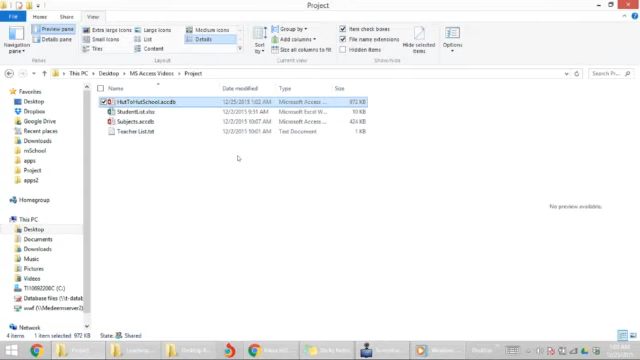 Project
File
Home
Share
View
Preview pane
Details pane
Navigation pane
Panes
Extra large icons
Large icons
Medium icons
Small icons
List
Details
Tiles
Content
Layout
Sort by
Group by
Add columns
Size all columns to fit
Current view
Item check boxes
File name extensions
Hidden items
Hide selected items
Show/hide
Options
This PC > Desktop > MS Access Videos > Project
Search Pro...
Favorites
Desktop
Dropbox
Google Drive
Recent places
Downloads
mSchool
apps
Project
apps2
Homegroup
This PC
Desktop
Documents
Downloads
Music
Pictures
Videos
Network
Name Date modified Type Size
HutToHutSchool.accdb 12/25/2015 1:02 AM Microsoft Access ... 972 KB
StudentList.xlsx 12/2/2015 9:51 AM Microsoft Excel W... 10 KB
Subjects.accdb 12/2/2015 10:07 AM Microsoft Access ... 424 KB
Teacher List.txt 12/2/2015 10:01 AM Text Document 1 KB
No preview available.
4 items 1 item selected 972 KB State: Shared
Project
Desktop